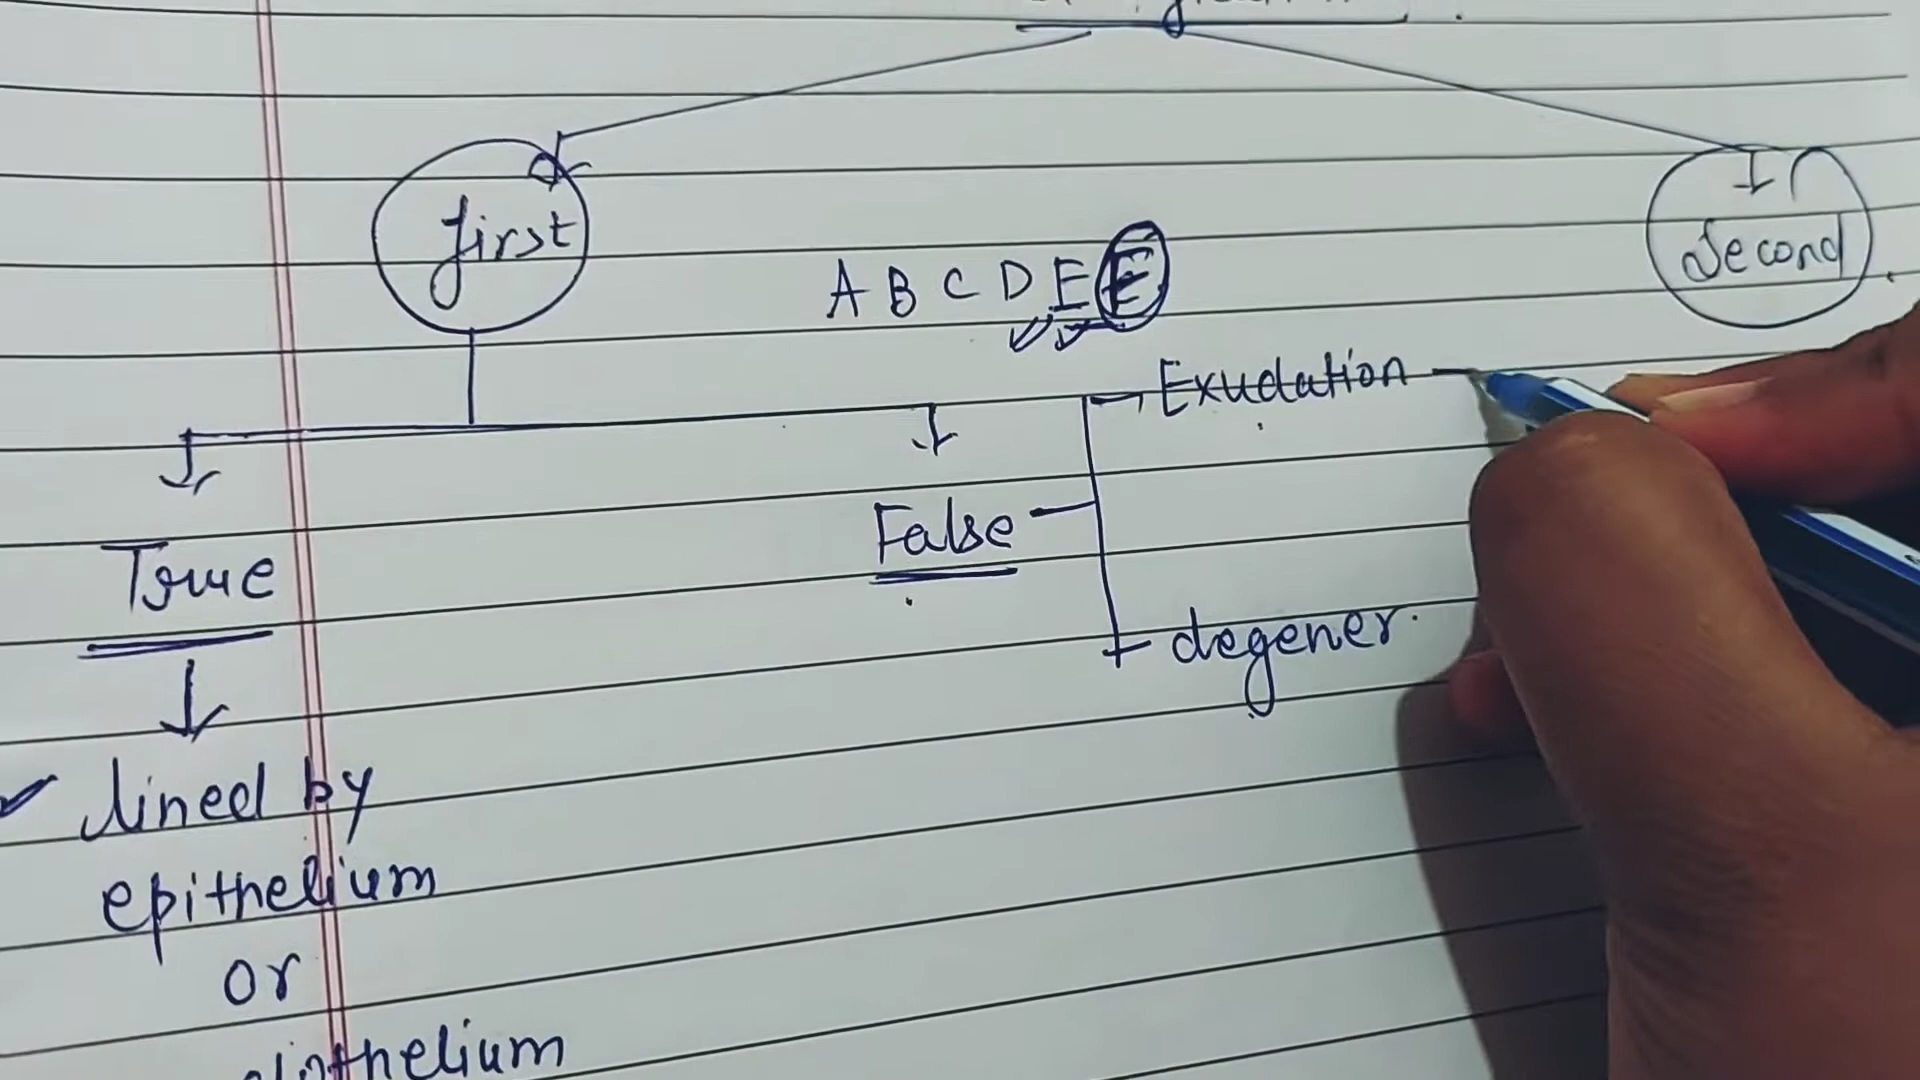 first
Second
A B C D E E
Exudation
False
degener.
True
lined by
epithelium
or